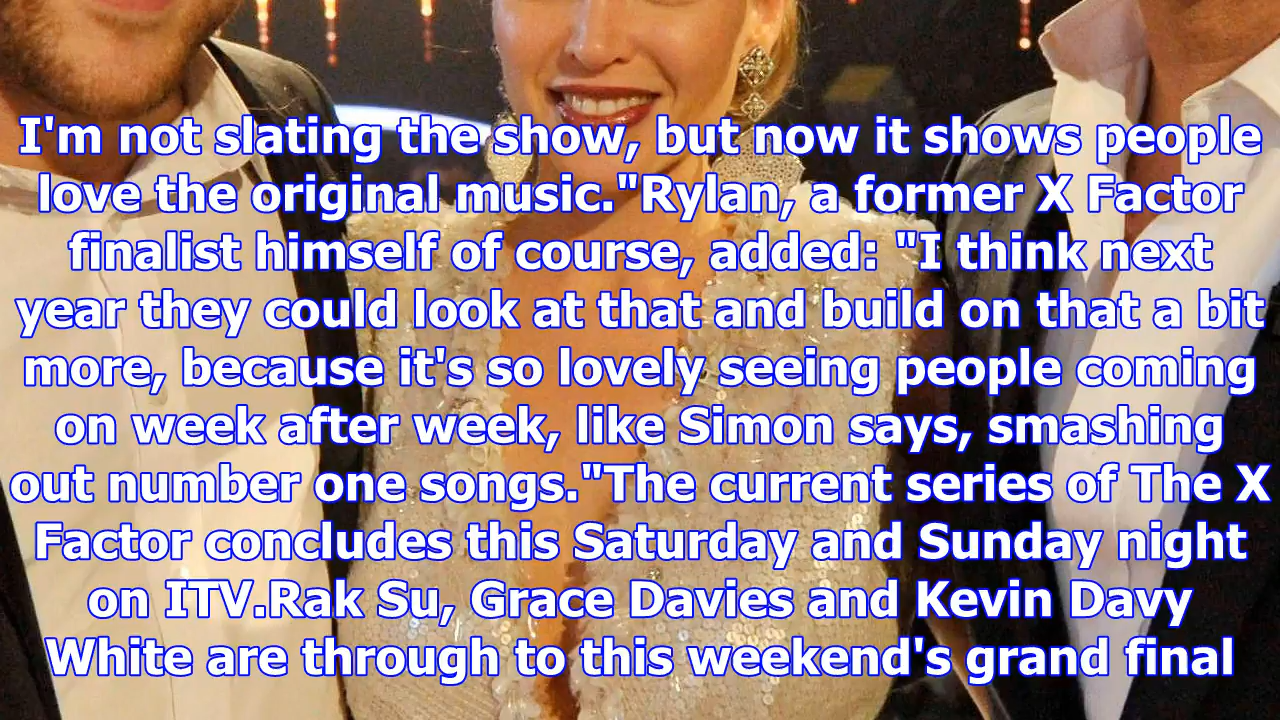 I'm not slating the show, but now it shows people
love the original music."Rylan, a former X Factor
finalist himself of course, added: "I think next
year they could look at that and build on that a bit
more, because it's so lovely seeing people coming
on week after week, like Simon says, smashing
out number one songs."The current series of The X
Factor concludes this Saturday and Sunday night
on ITV.Rak Su, Grace Davies and Kevin Davy
White are through to this weekend's grand final